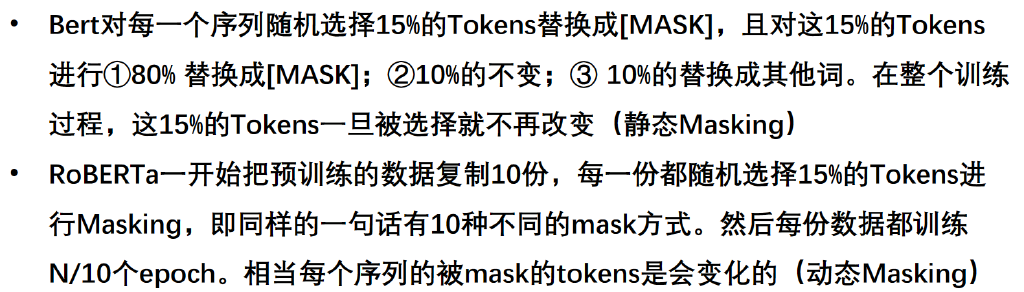 • Bert对每一个序列随机选择15%的Tokens替换成[MASK]，且对这15%的Tokens
进行①80% 替换成[MASK]；②10%的不变；③ 10%的替换成其他词。在整个训练
过程，这15%的Tokens一旦被选择就不再改变（静态Masking）
• RoBERTa一开始把预训练的数据复制10份，每一份都随机选择15%的Tokens进
行Masking，即同样的一句话有10种不同的mask方式。然后每份数据都训练
N/10个epoch。相当每个序列的被mask的tokens是会变化的（动态Masking）